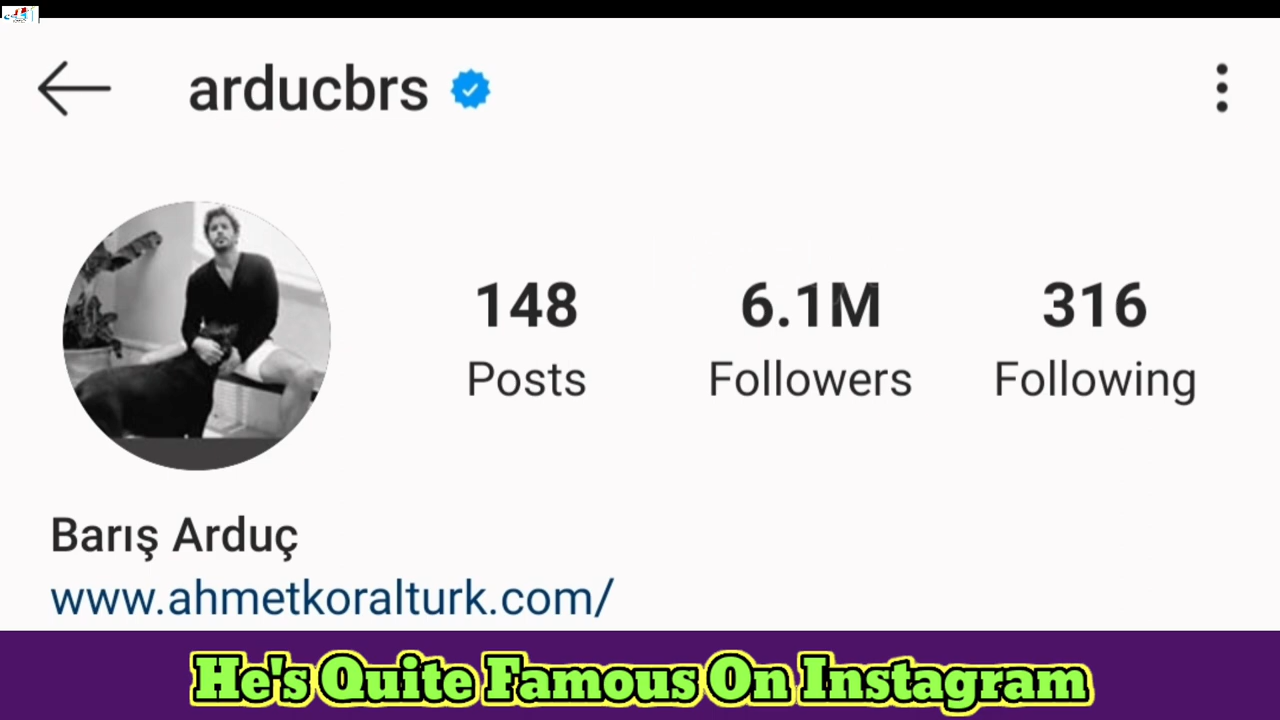 arducbrs
148 6.1M 316
Posts Followers Following
Barış Arduç
www.ahmetkoralturk.com/
He's Quite Famous On Instagram